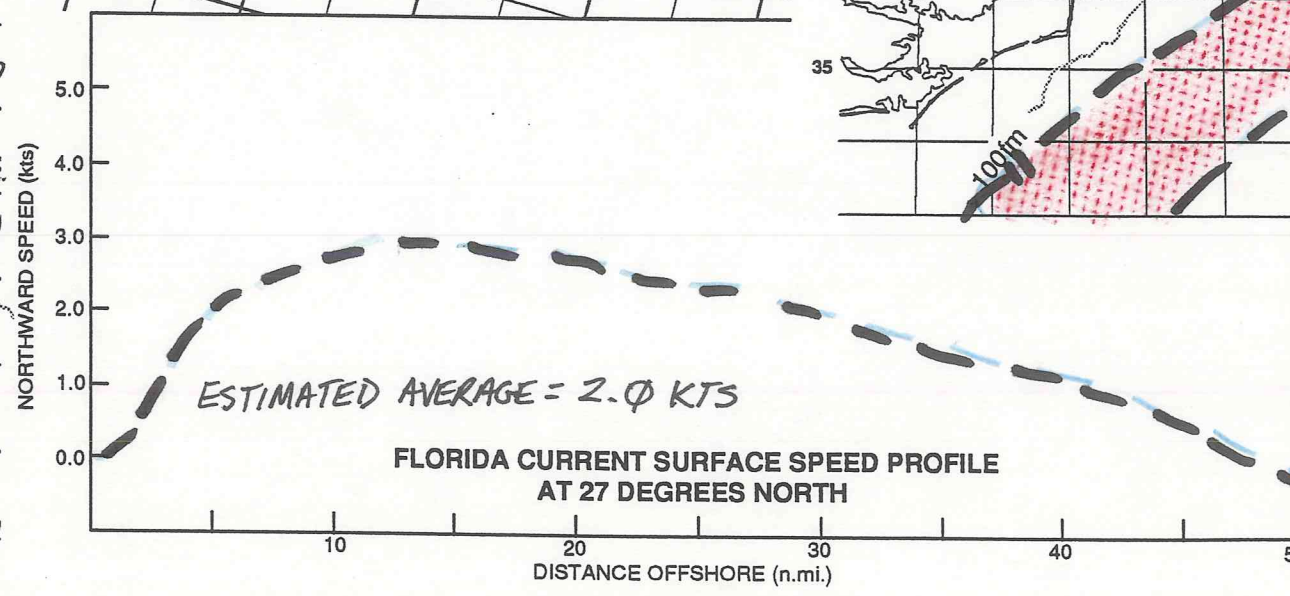 35
100fm
NORTHWARD SPEED (kts)
5.0
4.0
3.0
2.0
1.0
0.0
ESTIMATED AVERAGE = 2.Ø KTS
FLORIDA CURRENT SURFACE SPEED PROFILE
AT 27 DEGREES NORTH
10
20
30
40
DISTANCE OFFSHORE (n.mi.)